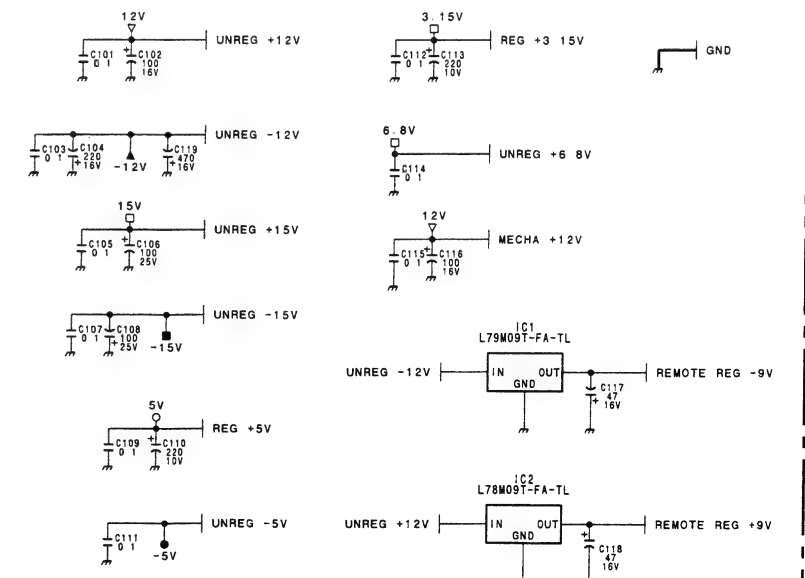 12V
UNREG +12V
C101
0 1
+
C102
100
16V
UNREG -12V
C103
0 1
C104
220
+16V
-12V
C119
470
+16V
15V
UNREG +15V
C105
0 1
+
C106
100
25V
UNREG -15V
C107
0 1
C108
100
+25V
-15V
5V
REG +5V
C109
0 1
+
C110
220
10V
UNREG -5V
C111
0 1
-5V
3.15V
REG +3 15V
C112
0 1
+
C113
220
10V
GND
6.8V
UNREG +6 8V
C114
0 1
12V
MECHA +12V
C115
0 1
+
C116
100
16V
IC1
L79M09T-FA-TL
UNREG -12V
IN OUT
GND
REMOTE REG -9V
C117
47
+ 16V
IC2
L78M09T-FA-TL
UNREG +12V
IN OUT
GND
REMOTE REG +9V
+
C118
47
16V